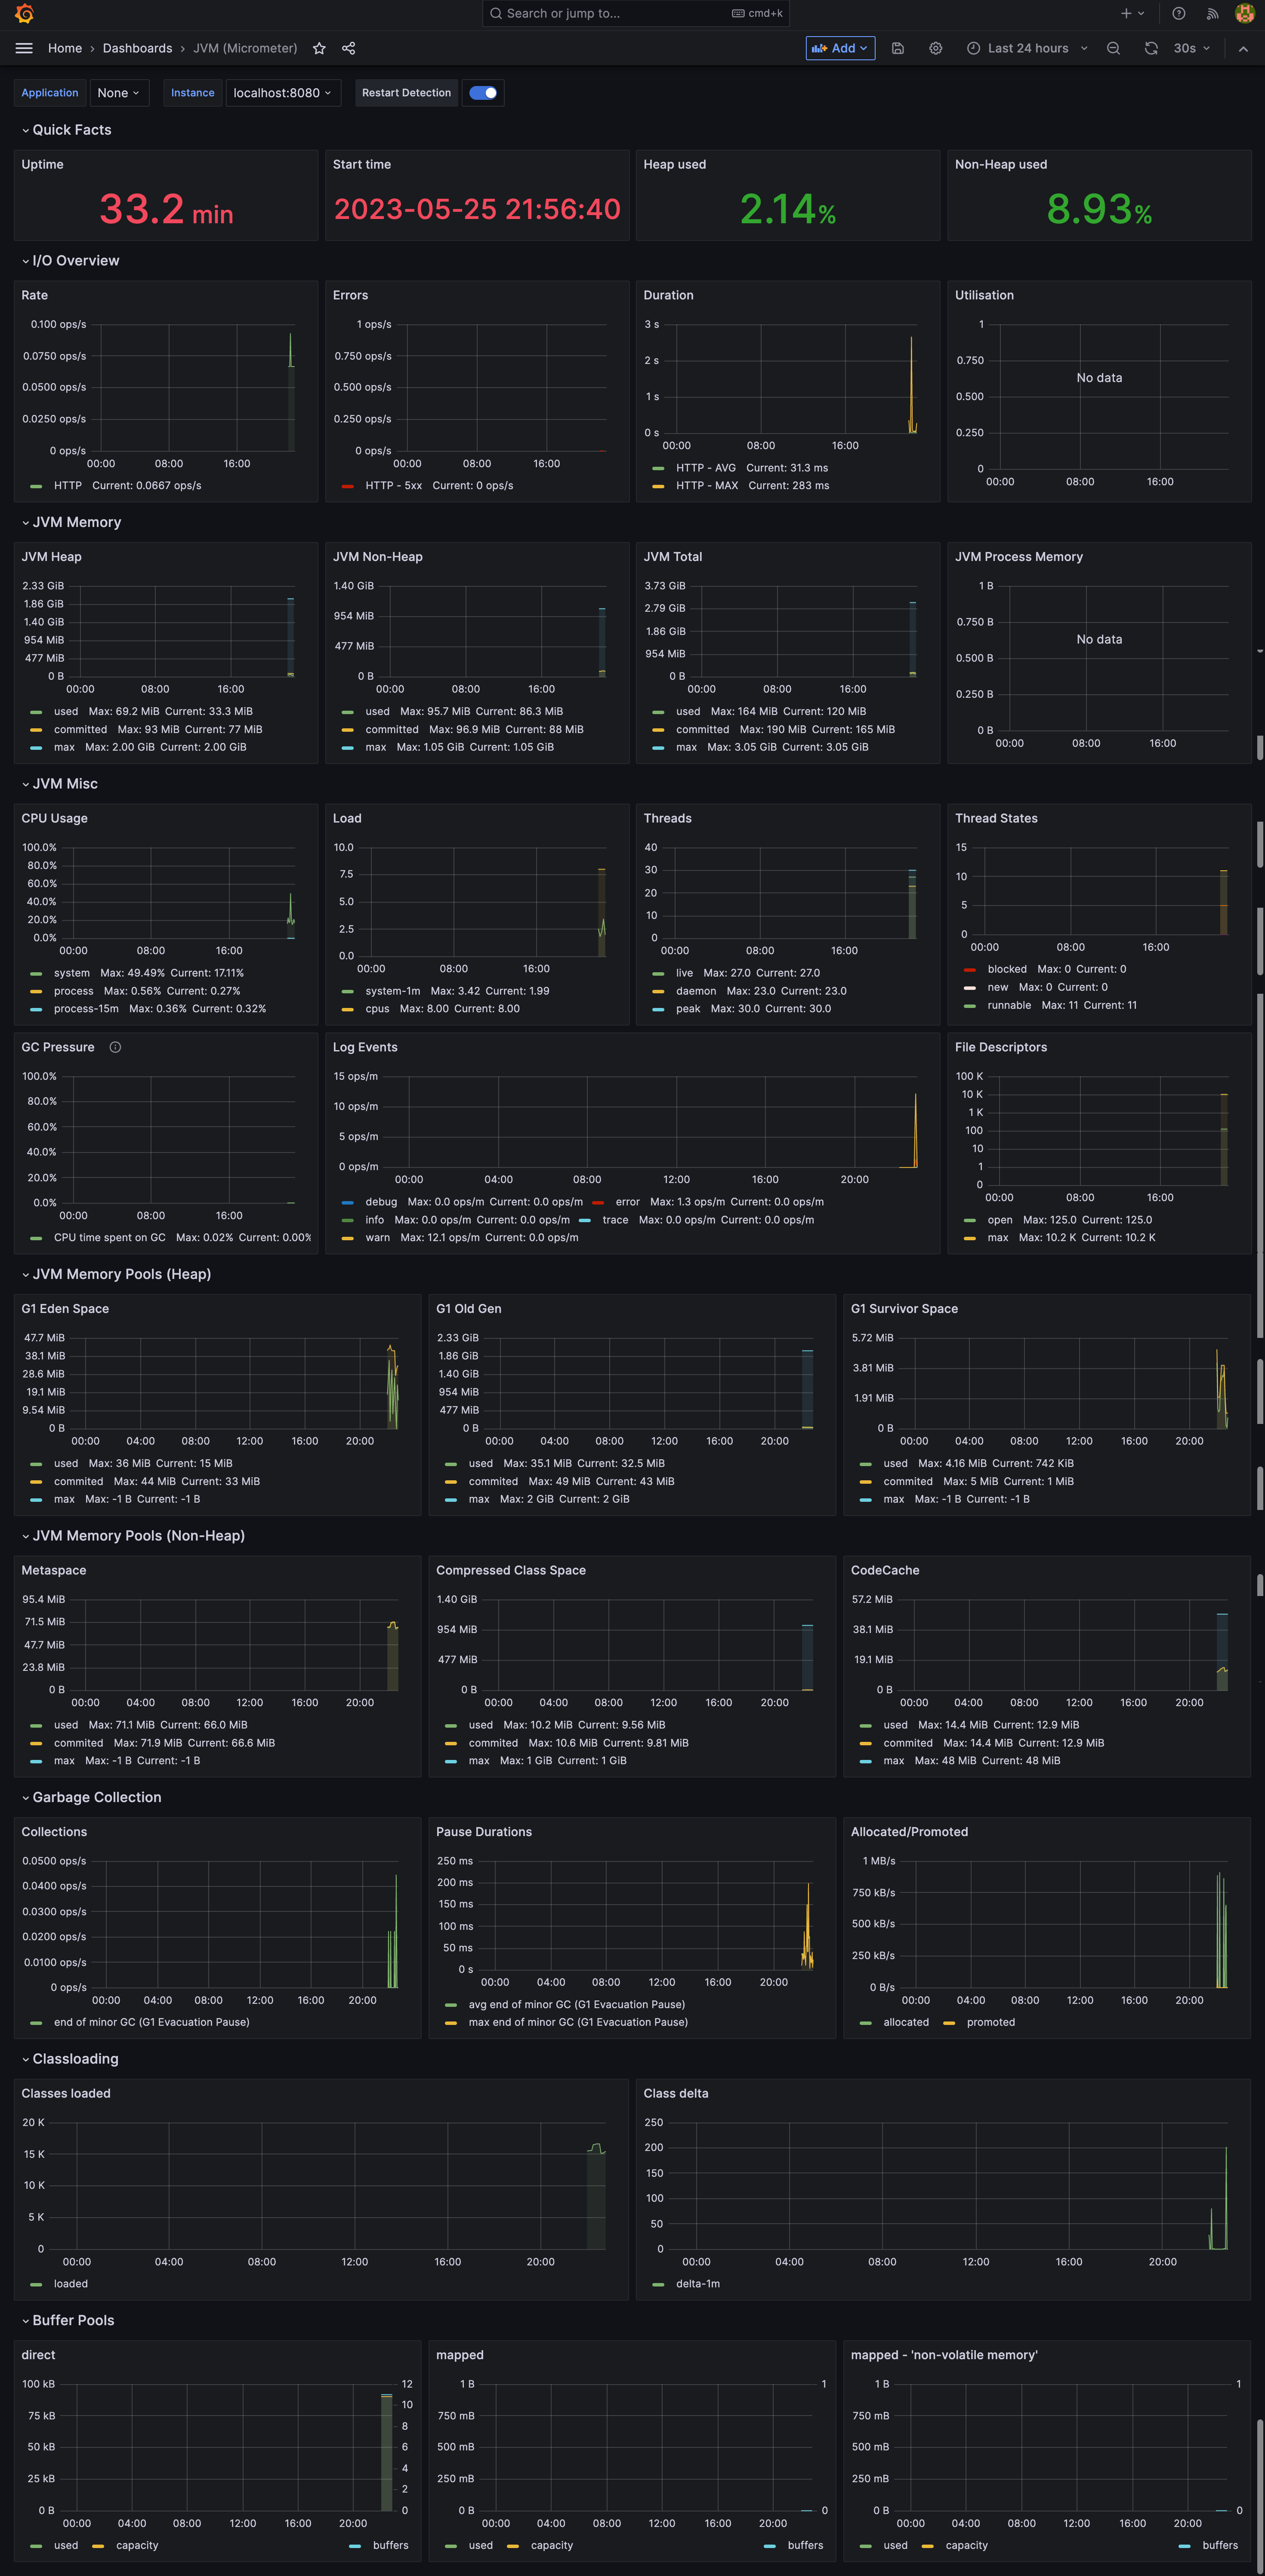 Search or jump to... cmd+k
Home › Dashboards › JVM (Micrometer) Add Last 24 hours 30s
Application None Instance localhost:8080 Restart Detection
Quick Facts
Uptime
33.2 min
Start time
2023-05-25 21:56:40
Heap used
2.14%
Non-Heap used
8.93%
I/O Overview
Rate
0.100 ops/s
0.0750 ops/s
0.0500 ops/s
0.0250 ops/s
0 ops/s
00:00 08:00 16:00
HTTP Current: 0.0667 ops/s
Errors
1 ops/s
0.750 ops/s
0.500 ops/s
0.250 ops/s
0 ops/s
00:00 08:00 16:00
HTTP - 5xx Current: 0 ops/s
Duration
3 s
2 s
1 s
0 s
00:00 08:00 16:00
HTTP - AVG Current: 31.3 ms
HTTP - MAX Current: 283 ms
Utilisation
1
0.750
No data
0.500
0.250
0
00:00 08:00 16:00
JVM Memory
JVM Heap
2.33 GiB
1.86 GiB
1.40 GiB
954 MiB
477 MiB
0 B
00:00 08:00 16:00
used Max: 69.2 MiB Current: 33.3 MiB
committed Max: 93 MiB Current: 77 MiB
max Max: 2.00 GiB Current: 2.00 GiB
JVM Non-Heap
1.40 GiB
954 MiB
477 MiB
0 B
00:00 08:00 16:00
used Max: 95.7 MiB Current: 86.3 MiB
committed Max: 96.9 MiB Current: 88 MiB
max Max: 1.05 GiB Current: 1.05 GiB
JVM Total
3.73 GiB
2.79 GiB
1.86 GiB
954 MiB
0 B
00:00 08:00 16:00
used Max: 164 MiB Current: 120 MiB
committed Max: 190 MiB Current: 165 MiB
max Max: 3.05 GiB Current: 3.05 GiB
JVM Process Memory
1 B
0.750 B
No data
0.500 B
0.250 B
0 B
00:00 08:00 16:00
JVM Misc
CPU Usage
100.0%
80.0%
60.0%
40.0%
20.0%
0.0%
00:00 08:00 16:00
system Max: 49.49% Current: 17.11%
process Max: 0.56% Current: 0.27%
process-15m Max: 0.36% Current: 0.32%
Load
10.0
7.5
5.0
2.5
0.0
00:00 08:00 16:00
system-1m Max: 3.42 Current: 1.99
cpus Max: 8.00 Current: 8.00
Threads
40
30
20
10
0
00:00 08:00 16:00
live Max: 27.0 Current: 27.0
daemon Max: 23.0 Current: 23.0
peak Max: 30.0 Current: 30.0
Thread States
15
10
5
0
00:00 08:00 16:00
blocked Max: 0 Current: 0
new Max: 0 Current: 0
runnable Max: 11 Current: 11
GC Pressure
100.0%
80.0%
60.0%
40.0%
20.0%
0.0%
00:00 08:00 16:00
CPU time spent on GC Max: 0.02% Current: 0.00%
Log Events
15 ops/m
10 ops/m
5 ops/m
0 ops/m
00:00 04:00 08:00 12:00 16:00 20:00
debug Max: 0.0 ops/m Current: 0.0 ops/m error Max: 1.3 ops/m Current: 0.0 ops/m
info Max: 0.0 ops/m Current: 0.0 ops/m trace Max: 0.0 ops/m Current: 0.0 ops/m
warn Max: 12.1 ops/m Current: 0.0 ops/m
File Descriptors
100 K
10 K
1 K
100
10
1
0
00:00 08:00 16:00
open Max: 125.0 Current: 125.0
max Max: 10.2 K Current: 10.2 K
JVM Memory Pools (Heap)
G1 Eden Space
47.7 MiB
38.1 MiB
28.6 MiB
19.1 MiB
9.54 MiB
0 B
00:00 04:00 08:00 12:00 16:00 20:00
used Max: 36 MiB Current: 15 MiB
commited Max: 44 MiB Current: 33 MiB
max Max: -1 B Current: -1 B
G1 Old Gen
2.33 GiB
1.86 GiB
1.40 GiB
954 MiB
477 MiB
0 B
00:00 04:00 08:00 12:00 16:00 20:00
used Max: 35.1 MiB Current: 32.5 MiB
commited Max: 49 MiB Current: 43 MiB
max Max: 2 GiB Current: 2 GiB
G1 Survivor Space
5.72 MiB
3.81 MiB
1.91 MiB
0 B
00:00 04:00 08:00 12:00 16:00 20:00
used Max: 4.16 MiB Current: 742 KiB
commited Max: 5 MiB Current: 1 MiB
max Max: -1 B Current: -1 B
JVM Memory Pools (Non-Heap)
Metaspace
95.4 MiB
71.5 MiB
47.7 MiB
23.8 MiB
0 B
00:00 04:00 08:00 12:00 16:00 20:00
used Max: 71.1 MiB Current: 66.0 MiB
commited Max: 71.9 MiB Current: 66.6 MiB
max Max: -1 B Current: -1 B
Compressed Class Space
1.40 GiB
954 MiB
477 MiB
0 B
00:00 04:00 08:00 12:00 16:00 20:00
used Max: 10.2 MiB Current: 9.56 MiB
commited Max: 10.6 MiB Current: 9.81 MiB
max Max: 1 GiB Current: 1 GiB
CodeCache
57.2 MiB
38.1 MiB
19.1 MiB
0 B
00:00 04:00 08:00 12:00 16:00 20:00
used Max: 14.4 MiB Current: 12.9 MiB
commited Max: 14.4 MiB Current: 12.9 MiB
max Max: 48 MiB Current: 48 MiB
Garbage Collection
Collections
0.0500 ops/s
0.0400 ops/s
0.0300 ops/s
0.0200 ops/s
0.0100 ops/s
0 ops/s
00:00 04:00 08:00 12:00 16:00 20:00
end of minor GC (G1 Evacuation Pause)
Pause Durations
250 ms
200 ms
150 ms
100 ms
50 ms
0 s
00:00 04:00 08:00 12:00 16:00 20:00
avg end of minor GC (G1 Evacuation Pause)
max end of minor GC (G1 Evacuation Pause)
Allocated/Promoted
1 MB/s
750 kB/s
500 kB/s
250 kB/s
0 B/s
00:00 04:00 08:00 12:00 16:00 20:00
allocated promoted
Classloading
Classes loaded
20 K
15 K
10 K
5 K
0
00:00 04:00 08:00 12:00 16:00 20:00
loaded
Class delta
250
200
150
100
50
0
00:00 04:00 08:00 12:00 16:00 20:00
delta-1m
Buffer Pools
direct
100 kB 12
10
75 kB
8
50 kB 6
4
25 kB
2
0 B 0
00:00 04:00 08:00 12:00 16:00 20:00
used capacity buffers
mapped
1 B 1
750 mB
500 mB
250 mB
0 B 0
00:00 04:00 08:00 12:00 16:00 20:00
used capacity buffers
mapped - 'non-volatile memory'
1 B 1
750 mB
500 mB
250 mB
0 B 0
00:00 04:00 08:00 12:00 16:00 20:00
used capacity buffers